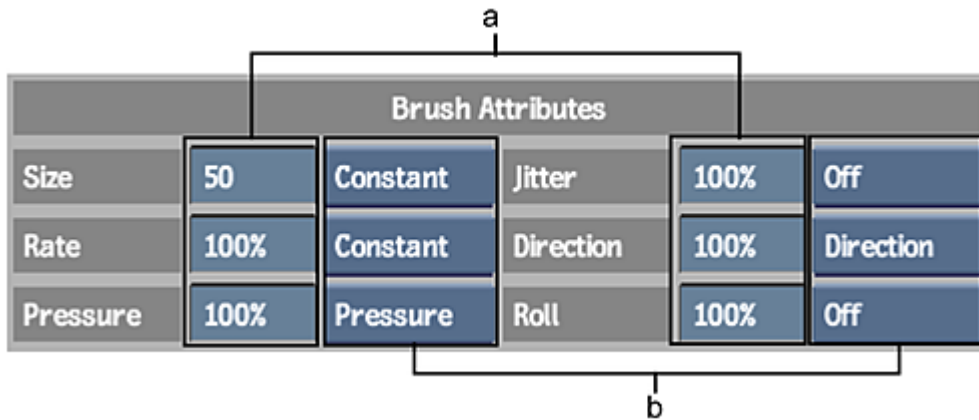 a
Brush Attributes
Size 50 Constant Jitter 100% Off
Rate 100% Constant Direction 100% Direction
Pressure 100% Pressure Roll 100% Off
b